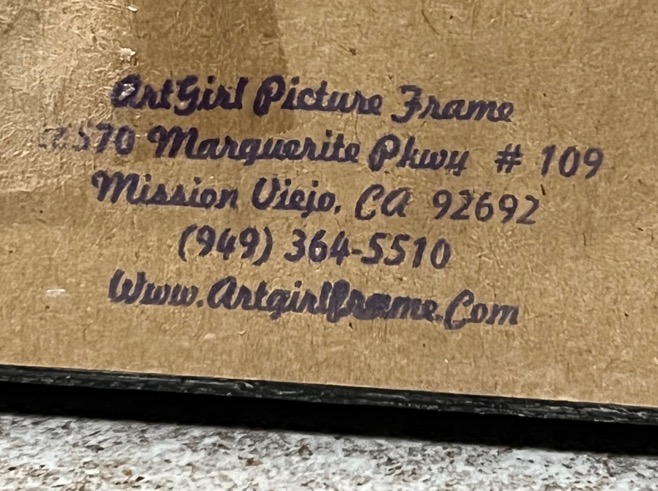 ArtGirl Picture Frame
Marguerite Pkwy # 109
Mission Viejo, CA 92692
(949) 364-5510
Www.Artgirlframe.Com